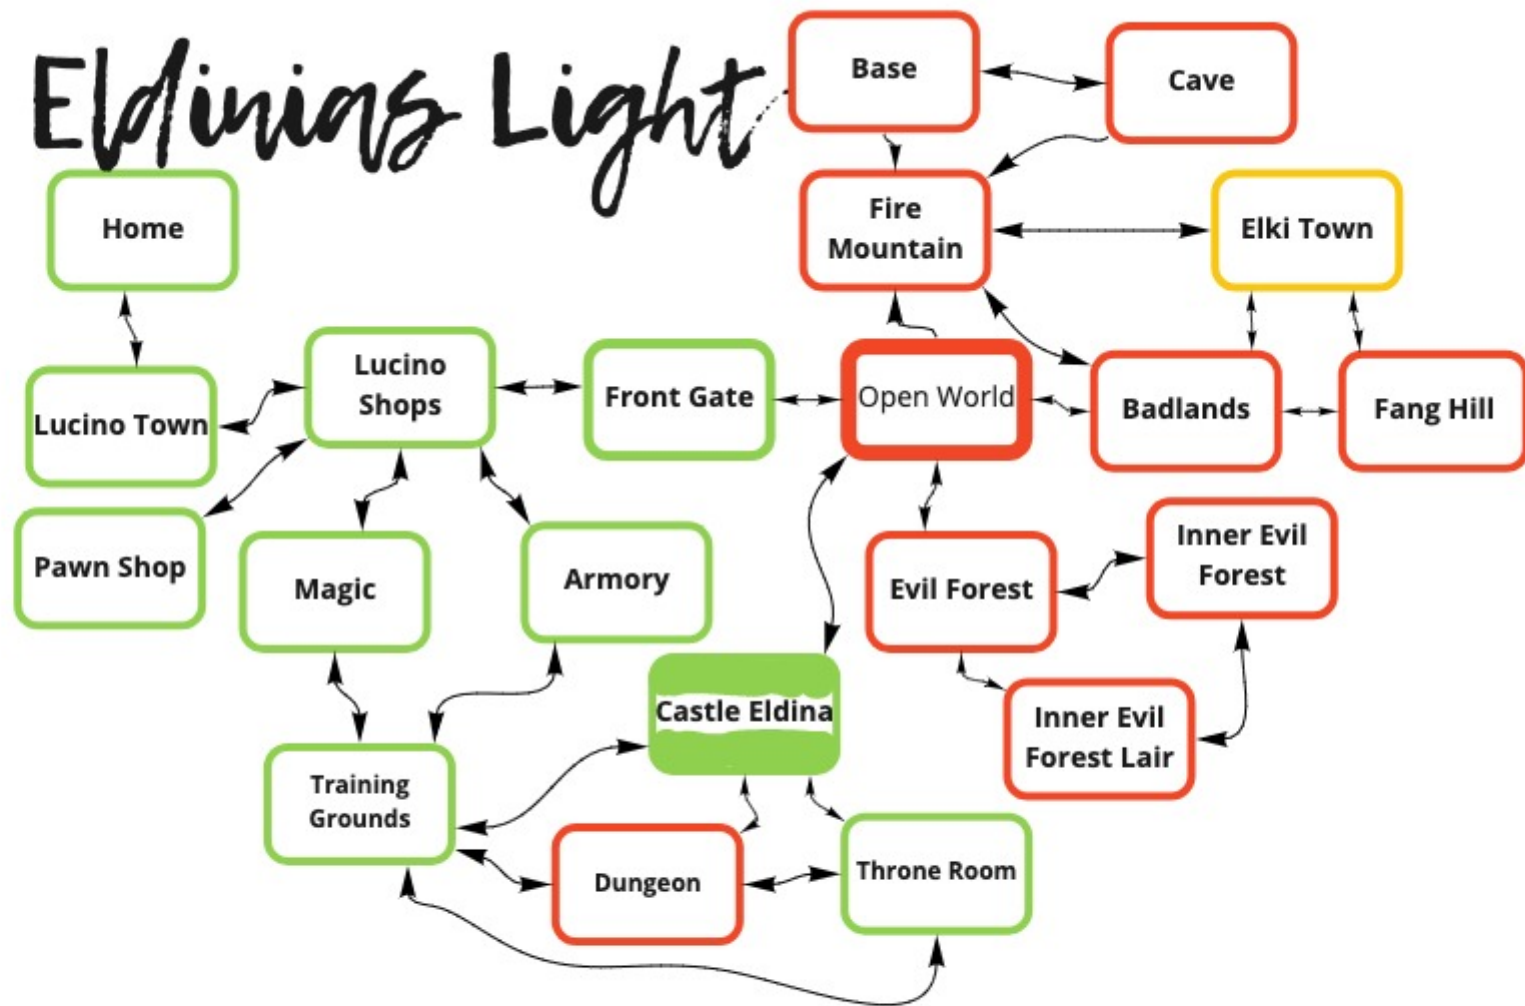 Eldinias Light
Base
Cave
Home
Fire
Mountain
Elki Town
Lucino Town
Lucino
Shops
Front Gate
Open World
Badlands
Fang Hill
Pawn Shop
Magic
Armory
Evil Forest
Inner Evil
Forest
Castle Eldina
Inner Evil
Forest Lair
Training
Grounds
Dungeon
Throne Room